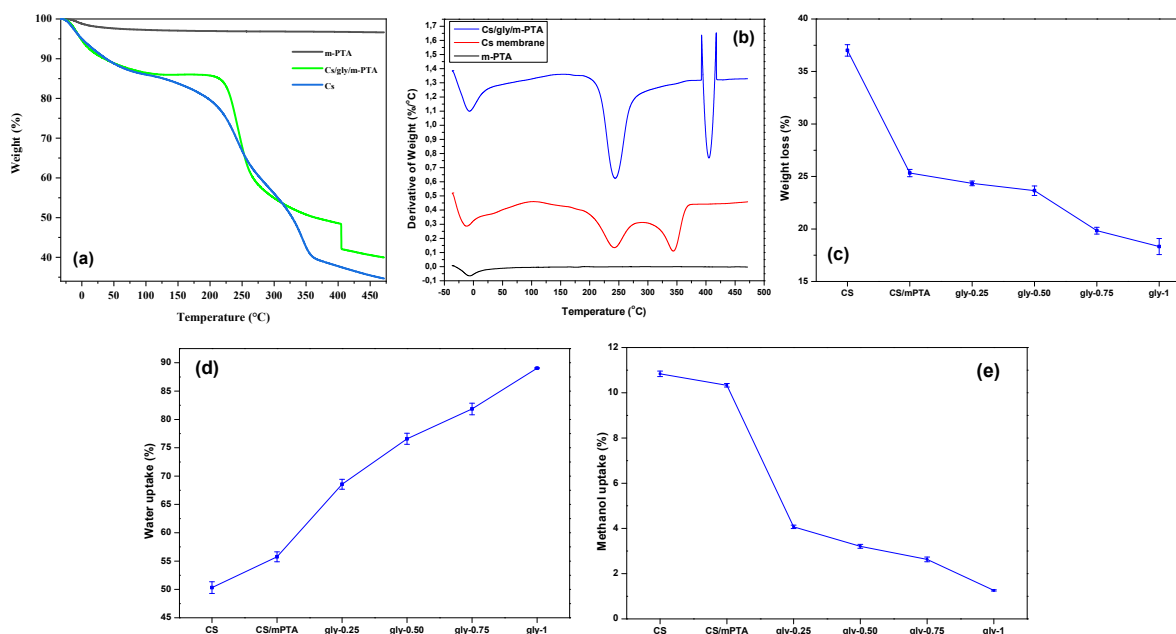 100
90
80
70
60
50
40
Weight (%)
m-PTA
Cs/gly/m-PTA
Cs
(a)
0 50 100 150 200 250 300 350 400 450
Temperature (°C)
1,7
1,6
1,5
1,4
1,3
1,2
1,1
1,0
0,9
0,8
0,7
0,6
0,5
0,4
0,3
0,2
0,1
0,0
-0,1
Derivative of Weight (%/°C)
Cs/gly/m-PTA
Cs membrane
m-PTA
(b)
-50 0 50 100 150 200 250 300 350 400 450 500
Temperature (°C)
40
35
30
25
20
15
Weight loss (%)
(c)
CS CS/mPTA gly-0.25 gly-0.50 gly-0.75 gly-1
90
85
80
75
70
65
60
55
50
45
Water uptake (%)
(d)
CS CS/mPTA gly-0.25 gly-0.50 gly-0.75 gly-1
12
10
8
6
4
2
0
Methanol uptake (%)
(e)
CS CS/mPTA gly-0.25 gly-0.50 gly-0.75 gly-1